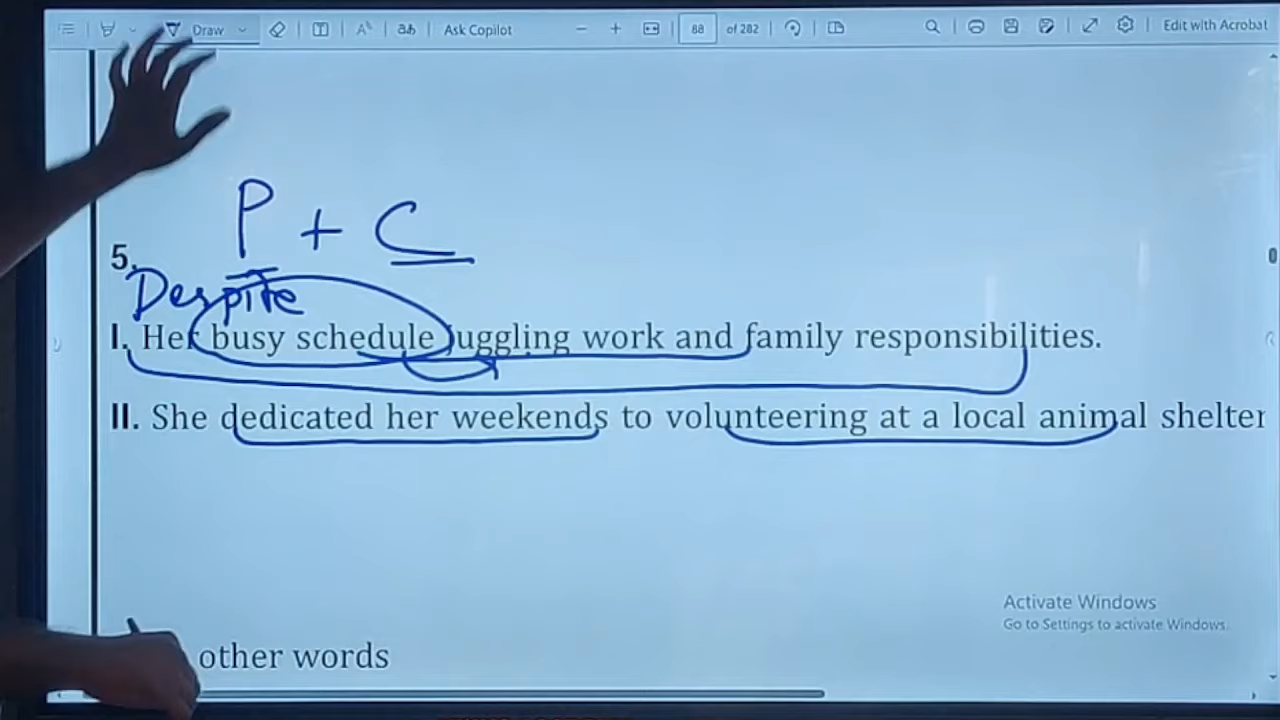 Draw
Ask Copilot
88 of 282
Edit with Acrobat
P + C
5.
Despite
I. Her busy schedule juggling work and family responsibilities.
II. She dedicated her weekends to volunteering at a local animal shelter
Activate Windows
Go to Settings to activate Windows.
other words